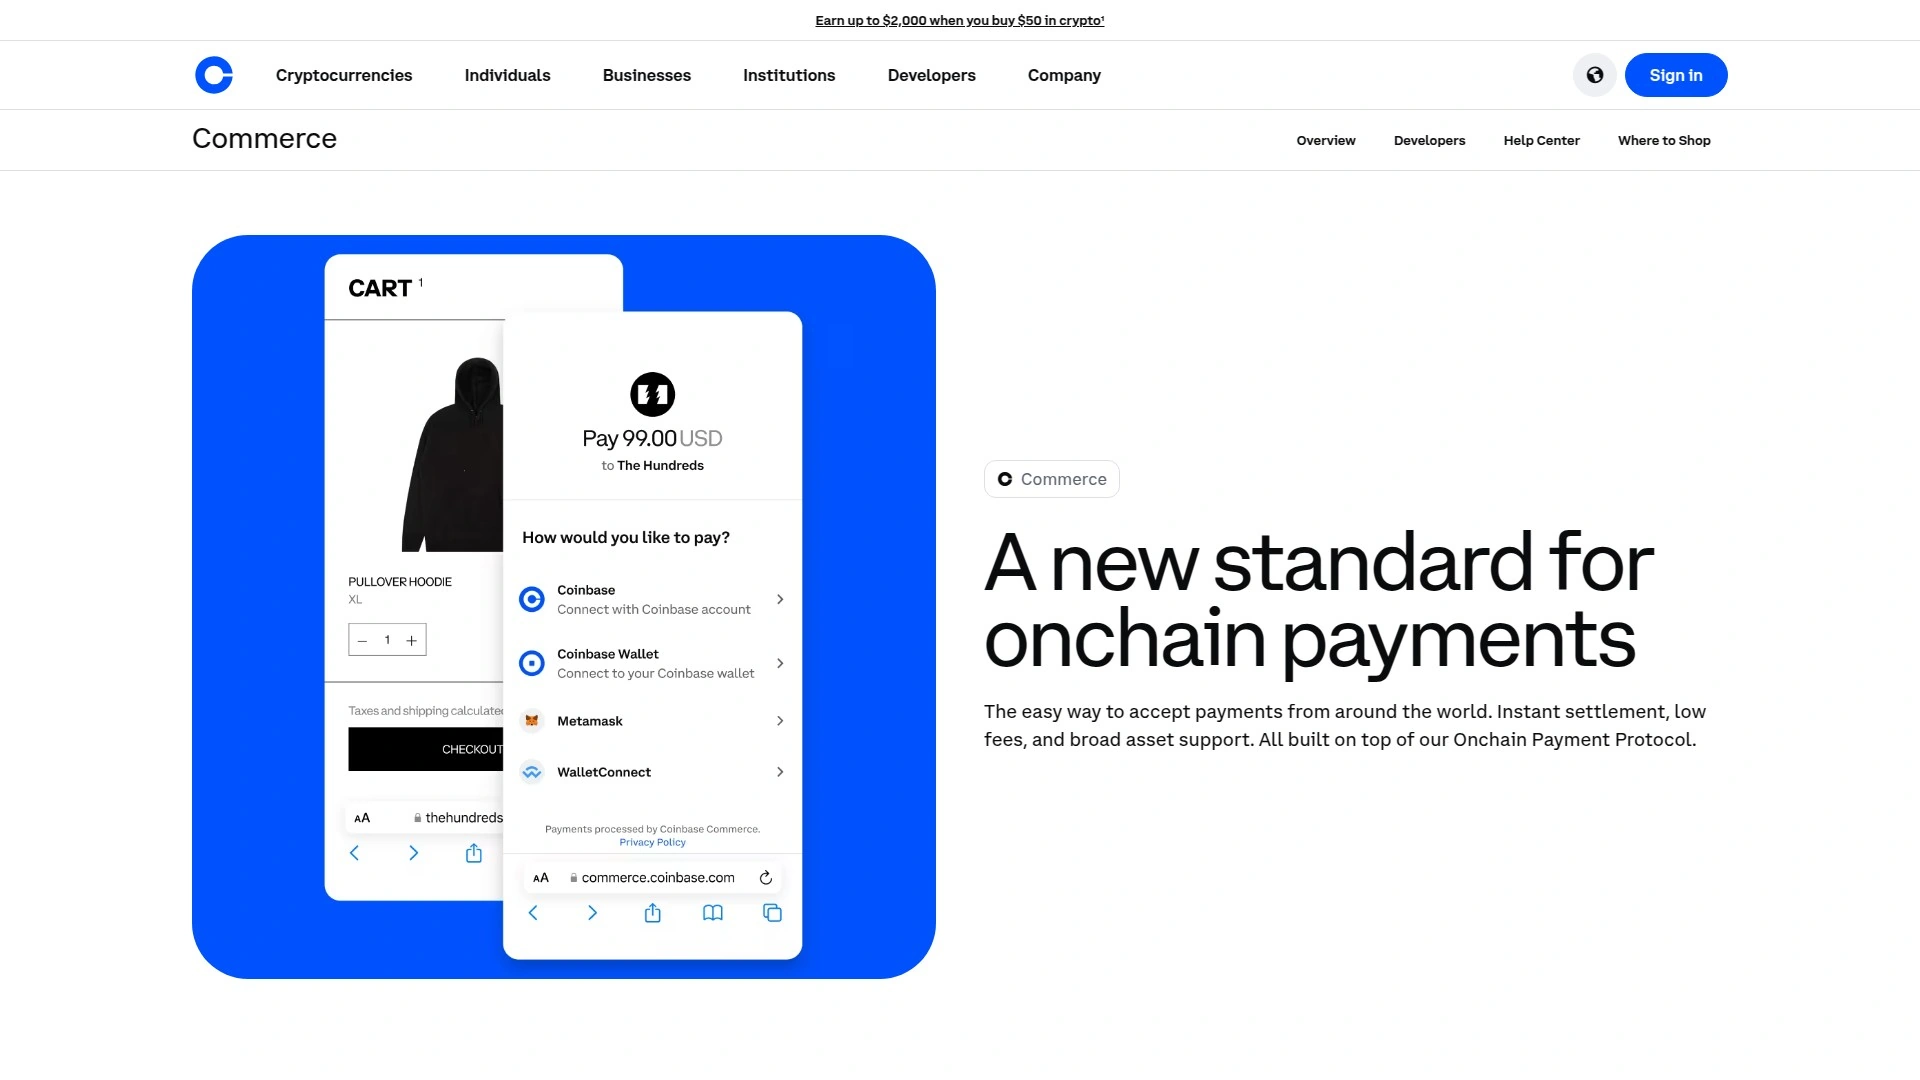 Earn up to $2,000 when you buy $50 in crypto¹
Cryptocurrencies
Individuals
Businesses
Institutions
Developers
Company
Sign in
Commerce
Overview
Developers
Help Center
Where to Shop
CART 1
PULLOVER HOODIE
XL
− 1 +
Taxes and shipping calculated
CHECKOUT
AA thehundreds
Pay 99.00 USD
to The Hundreds
How would you like to pay?
Coinbase
Connect with Coinbase account
Coinbase Wallet
Connect to your Coinbase wallet
Metamask
WalletConnect
Payments processed by Coinbase Commerce.
Privacy Policy
AA commerce.coinbase.com
Commerce
A new standard for
onchain payments
The easy way to accept payments from around the world. Instant settlement, low
fees, and broad asset support. All built on top of our Onchain Payment Protocol.